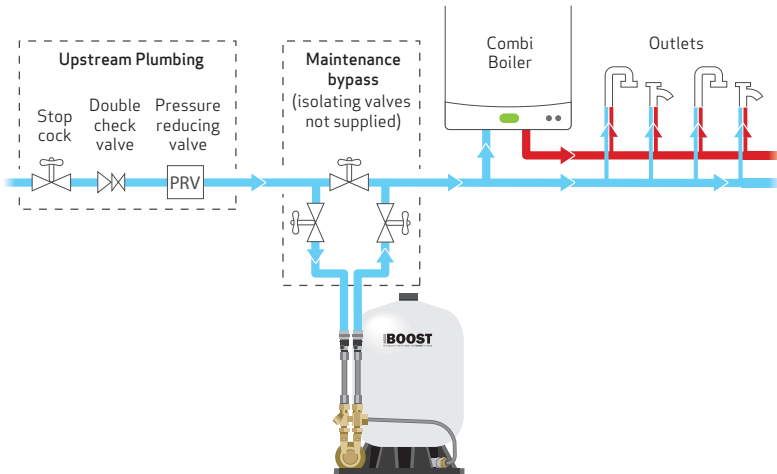 Upstream Plumbing
Stop
cock
Double
check
valve
Pressure
reducing
valve
PRV
Maintenance
bypass
(isolating valves
not supplied)
Combi
Boiler
Outlets
BOOST